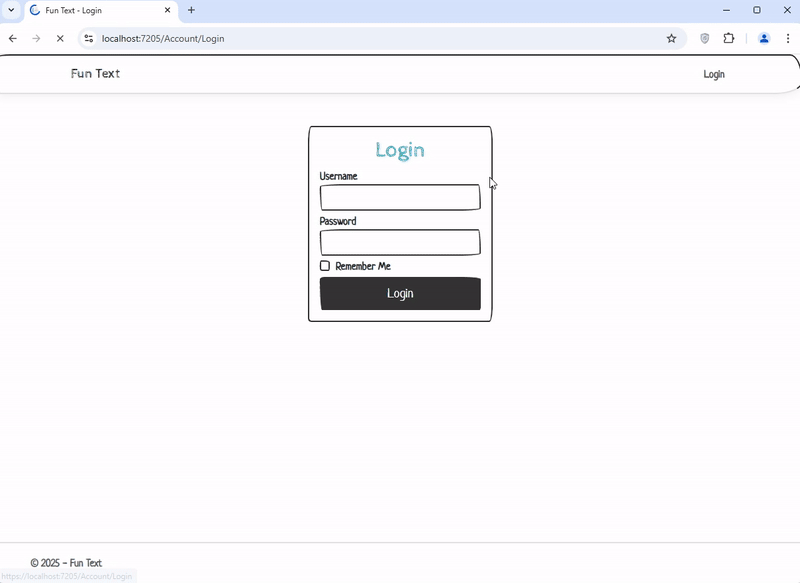 Fun Text - Login
localhost:7205/Account/Login
Fun Text
Login
Login
Username
Password
Remember Me
Login
© 2025 - Fun Text
https://localhost:7205/Account/Login